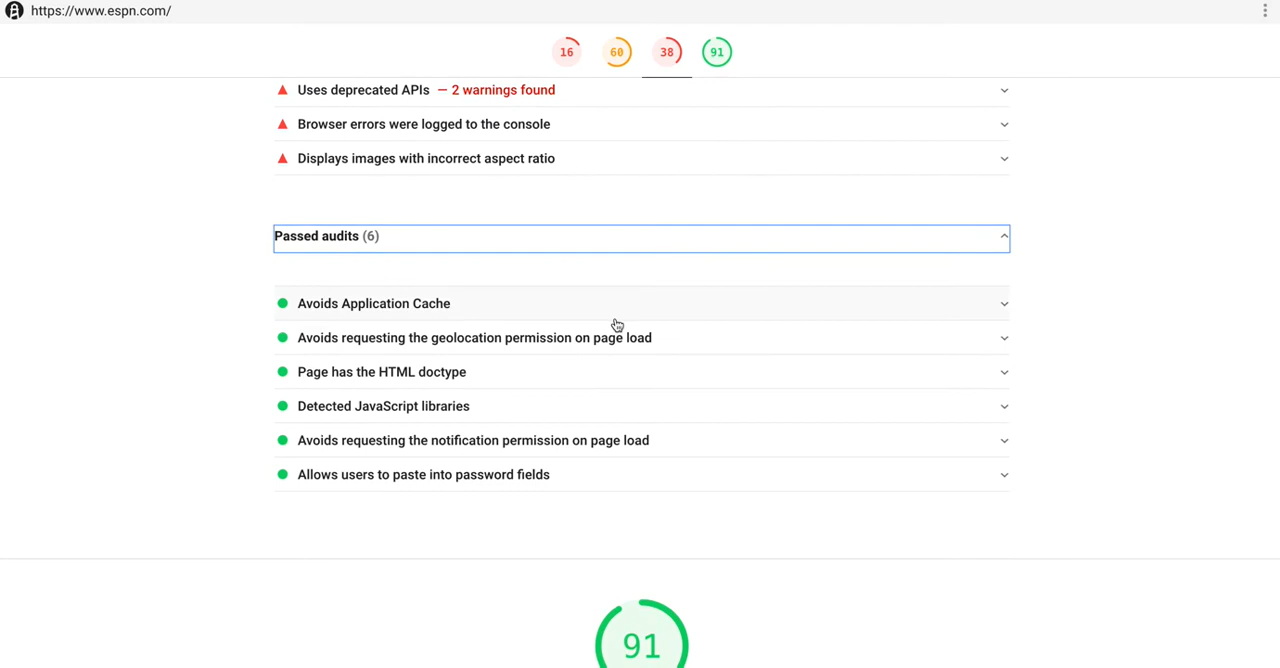 https://www.espn.com/
16 60 38 91
Uses deprecated APIs — 2 warnings found
Browser errors were logged to the console
Displays images with incorrect aspect ratio
Passed audits (6)
Avoids Application Cache
Avoids requesting the geolocation permission on page load
Page has the HTML doctype
Detected JavaScript libraries
Avoids requesting the notification permission on page load
Allows users to paste into password fields
91